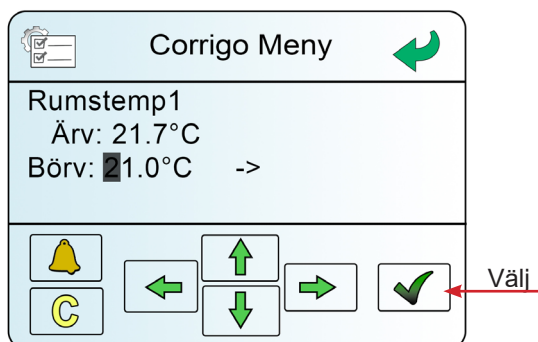 Corrigo Meny
Rumstemp1
Ärv: 21.7°C
Börv: 21.0°C ->
C
Välj